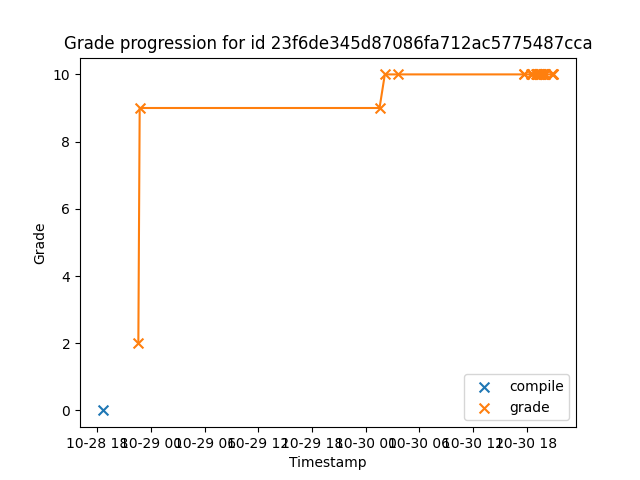 Grade progression for id 23f6de345d87086fa712ac5775487cca
Grade
10
8
6
4
2
0
10-28 18 10-29 00 10-29 06 10-29 12 10-29 18 10-30 00 10-30 06 10-30 12 10-30 18
Timestamp
compile
grade